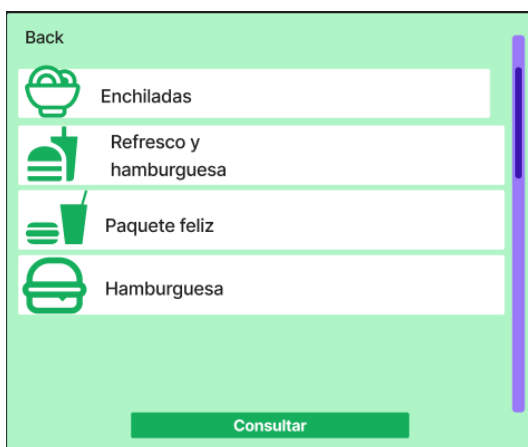 Back
Enchiladas
Refresco y
hamburguesa
Paquete feliz
Hamburguesa
Consultar